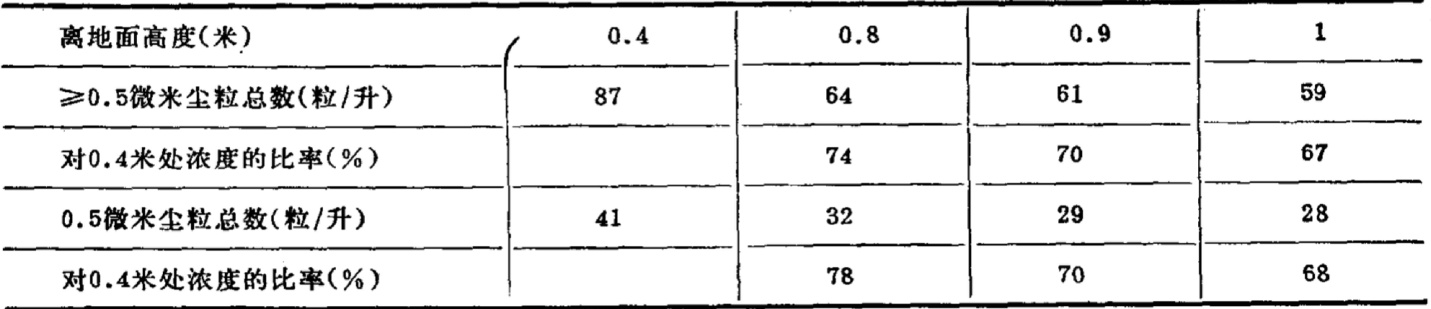 离地面高度(米) 0.4 0.8 0.9 1
≥0.5微米尘粒总数(粒/升) 87 64 61 59
对0.4米处浓度的比率(%) 74 70 67
0.5微米尘粒总数(粒/升) 41 32 29 28
对0.4米处浓度的比率(%) 78 70 68